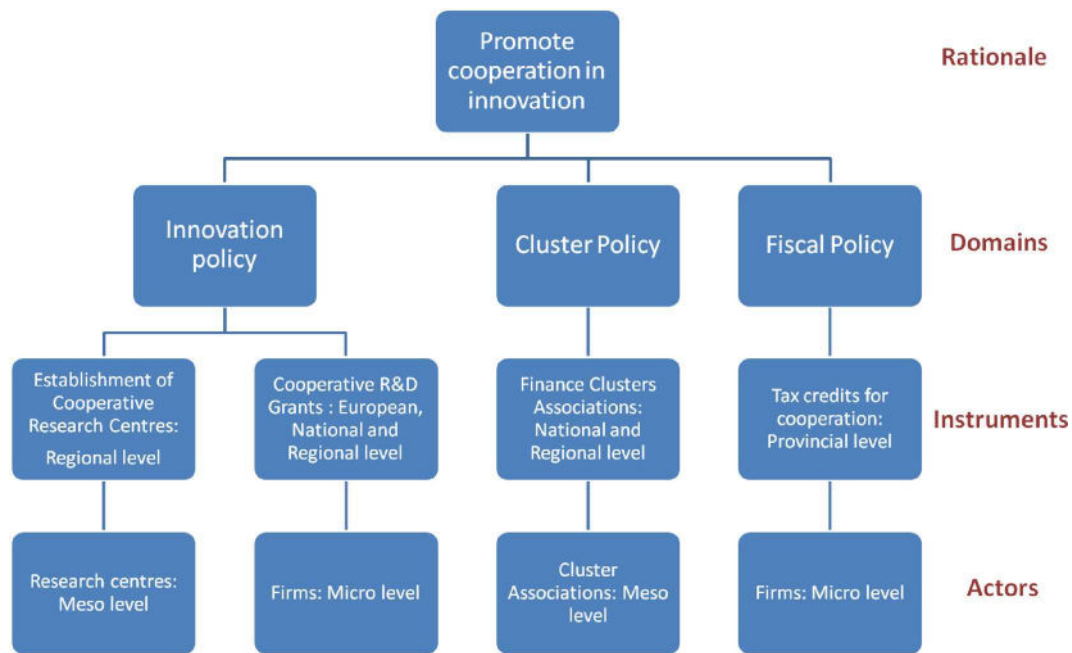 Promote
cooperation in
innovation
Rationale
Innovation
policy
Cluster Policy
Fiscal Policy
Domains
Establishment of
Cooperative
Research Centres:
Regional level
Cooperative R&D
Grants : European,
National and
Regional level
Finance Clusters
Associations:
National and
Regional level
Tax credits for
cooperation:
Provincial level
Instruments
Research centres:
Meso level
Firms: Micro level
Cluster
Associations: Meso
level
Firms: Micro level
Actors